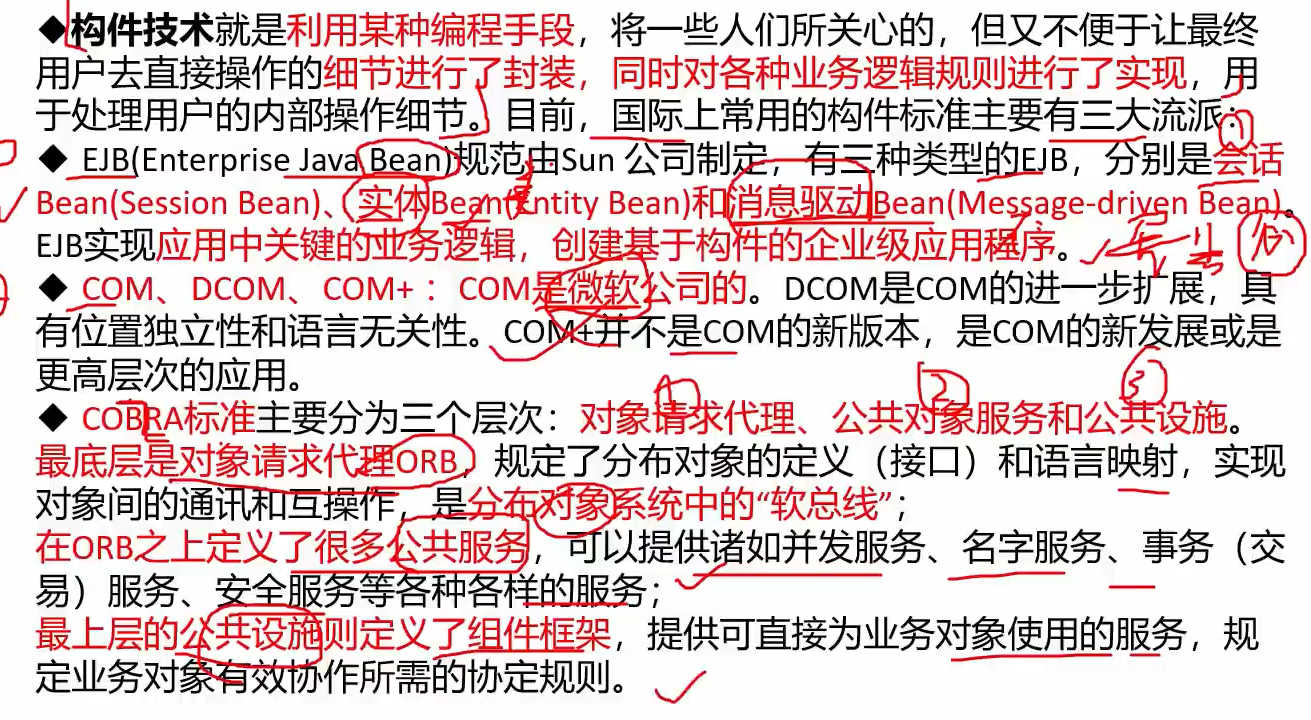 ◆构件技术就是利用某种编程手段，将一些人们所关心的，但又不便于让最终
用户去直接操作的细节进行了封装，同时对各种业务逻辑规则进行了实现，用
于处理用户的内部操作细节。目前，国际上常用的构件标准主要有三大流派：
①
◆ EJB(Enterprise Java Bean)规范由Sun 公司制定，有三种类型的EJB，分别是会话
Bean(Session Bean)、实体Bean(Entity Bean)和消息驱动Bean(Message-driven Bean)。
EJB实现应用中关键的业务逻辑，创建基于构件的企业级应用程序。
◆ COM、DCOM、COM+：COM是微软公司的。DCOM是COM的进一步扩展，具
有位置独立性和语言无关性。COM+并不是COM的新版本，是COM的新发展或是
更高层次的应用。
② ③
◆ COBRA标准主要分为三个层次：对象请求代理、公共对象服务和公共设施。
最底层是对象请求代理ORB，规定了分布对象的定义（接口）和语言映射，实现
对象间的通讯和互操作，是分布对象系统中的“软总线”；
在ORB之上定义了很多公共服务，可以提供诸如并发服务、名字服务、事务（交
易）服务、安全服务等各种各样的服务；
最上层的公共设施则定义了组件框架，提供可直接为业务对象使用的服务，规
定业务对象有效协作所需的协定规则。